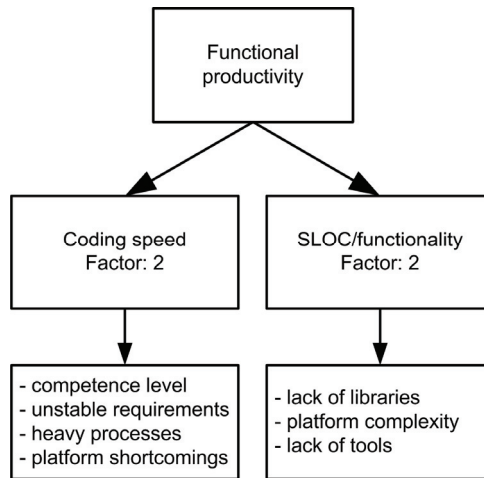 Functional
productivity
Coding speed
Factor: 2
SLOC/functionality
Factor: 2
- competence level
- unstable requirements
- heavy processes
- platform shortcomings
- lack of libraries
- platform complexity
- lack of tools